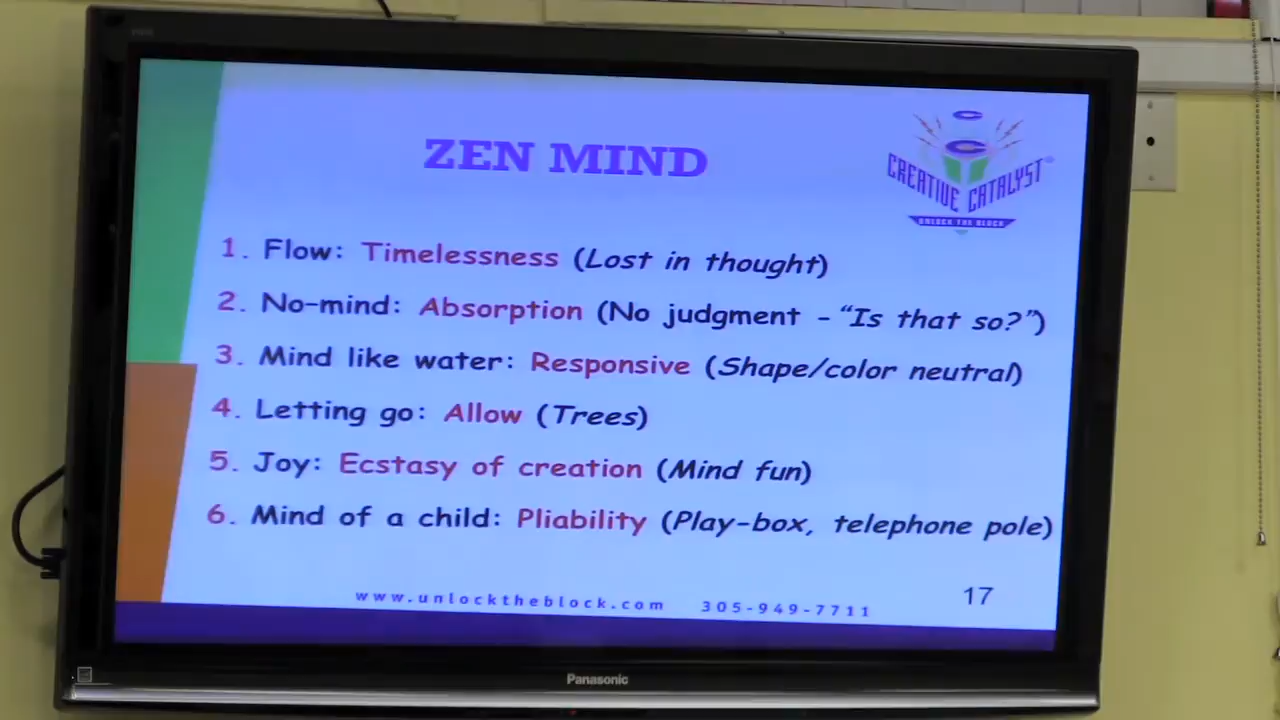 ZEN MIND
CREATIVE CATALYST®
UNLOCK THE BLOCK
1. Flow: Timelessness (Lost in thought)
2. No-mind: Absorption (No judgment - “Is that so?”)
3. Mind like water: Responsive (Shape/color neutral)
4. Letting go: Allow (Trees)
5. Joy: Ecstasy of creation (Mind fun)
6. Mind of a child: Pliability (Play-box, telephone pole)
www.unlocktheblock.com 305-949-7711
17
Panasonic